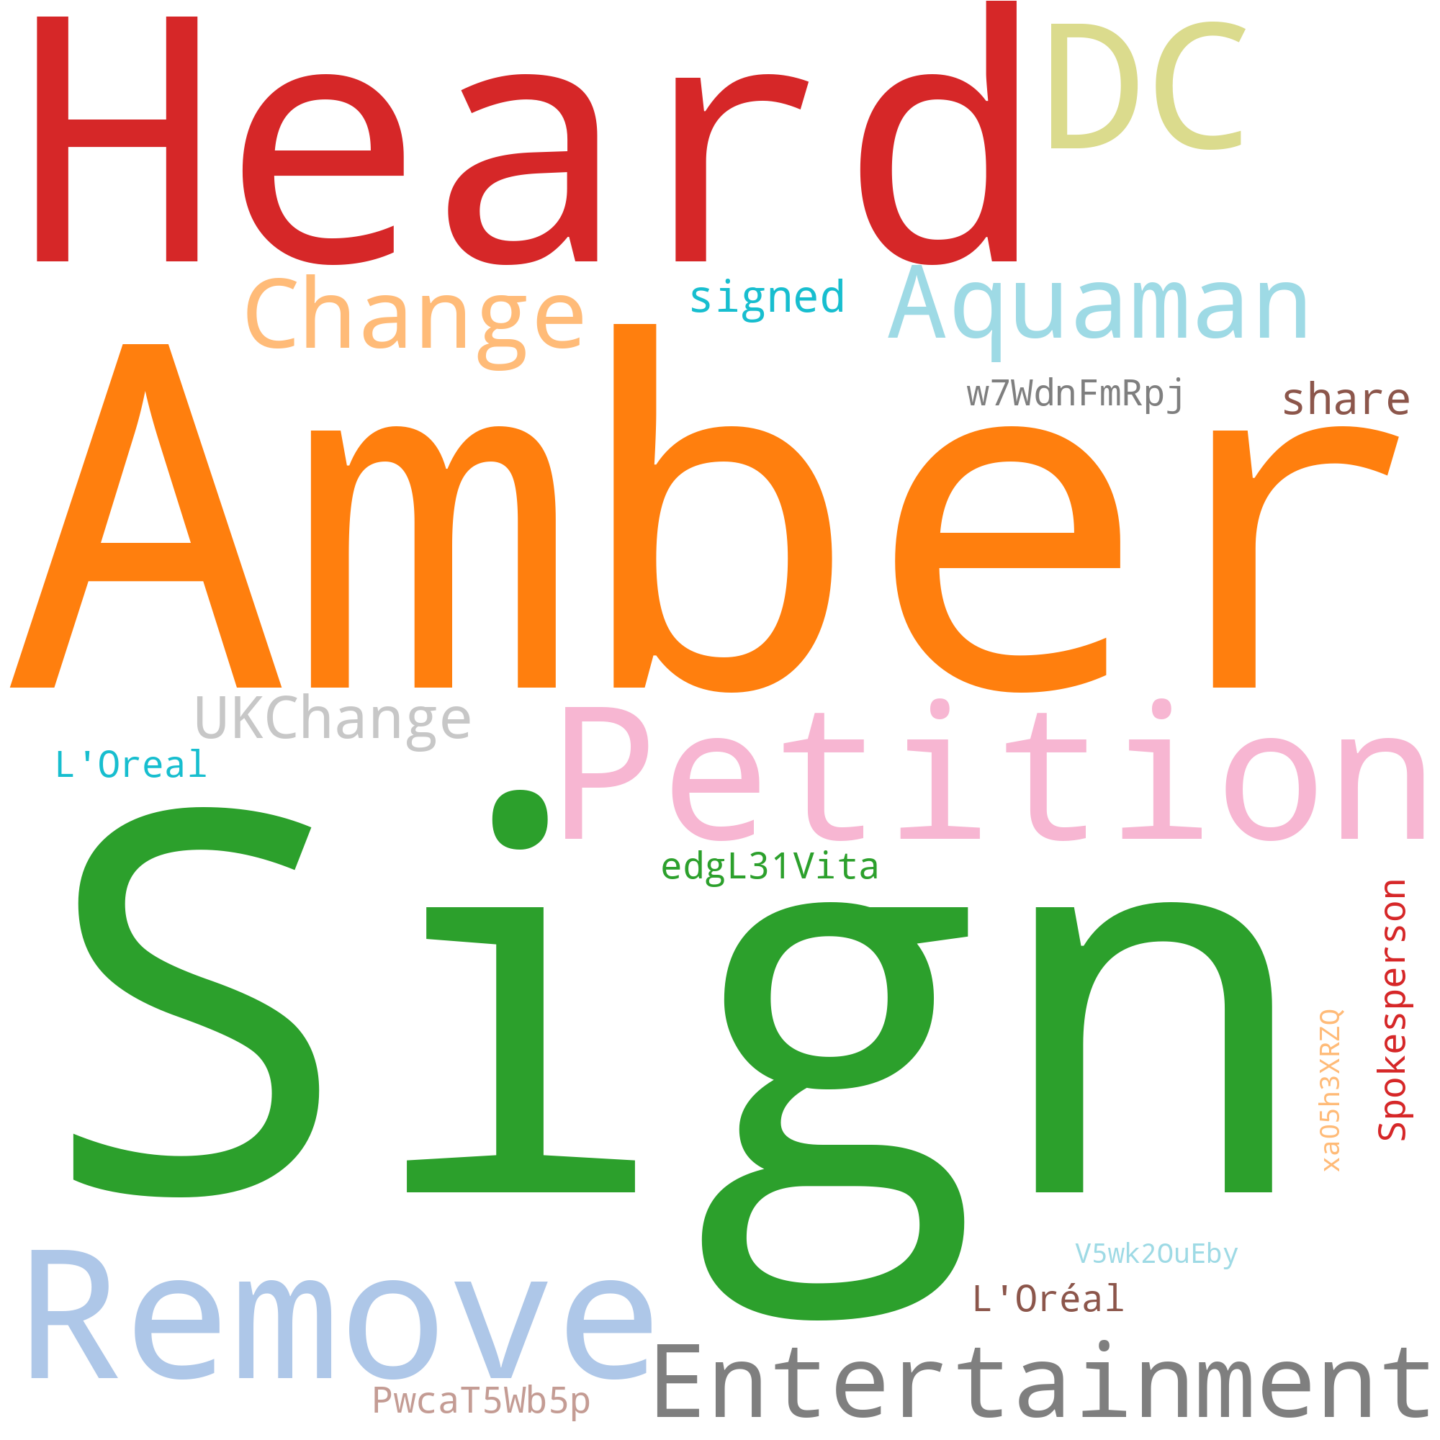 Heard
DC
Change
signed
Aquaman
w7WdnFmRpj
share
Amber
UKChange
Petition
L'Oreal
edgL31Vita
Sign
Spokesperson
xa05h3XRZQ
V5wk2OuEby
Remove
L'Oréal
Entertainment
PwcaT5Wb5p